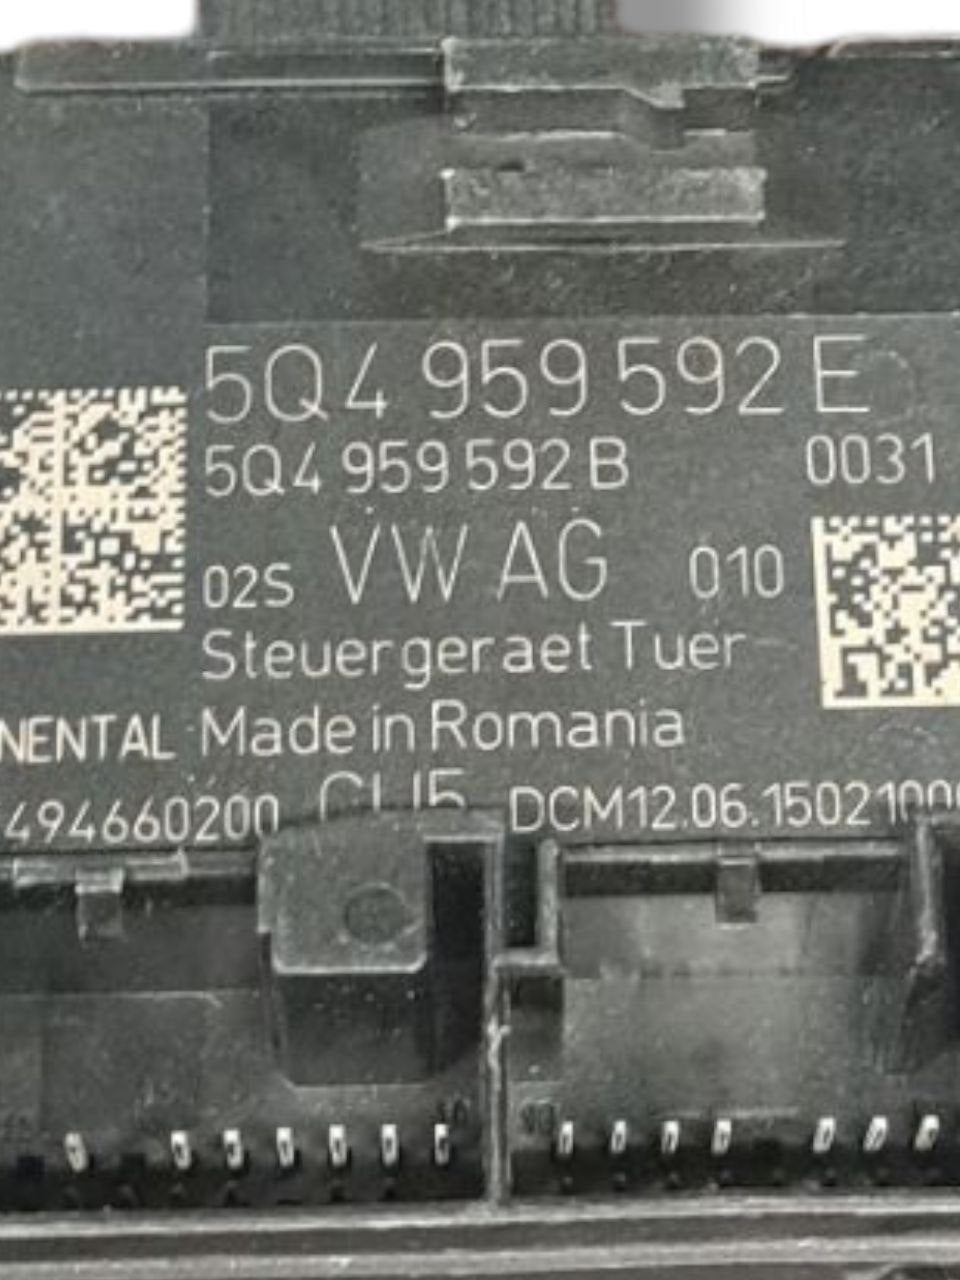 5Q4 959 592 E
5Q4 959 592 B 0031
02S VW AG 010
Steuergeraet Tuer
NENTAL Made in Romania
494660200 CU5 DCM12.06.1502100